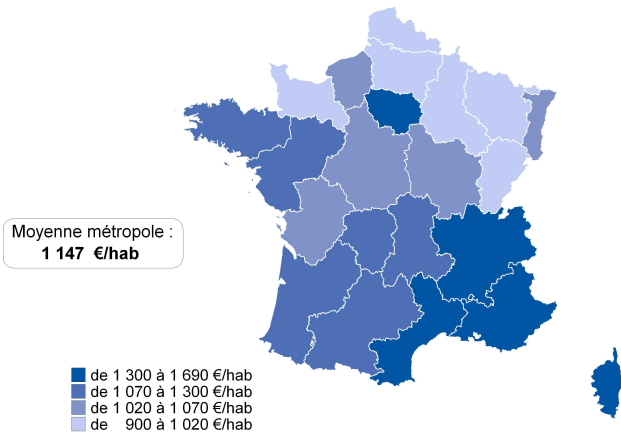 Moyenne métropole :
1 147 €/hab
de 1 300 à 1 690 €/hab
de 1 070 à 1 300 €/hab
de 1 020 à 1 070 €/hab
de 900 à 1 020 €/hab